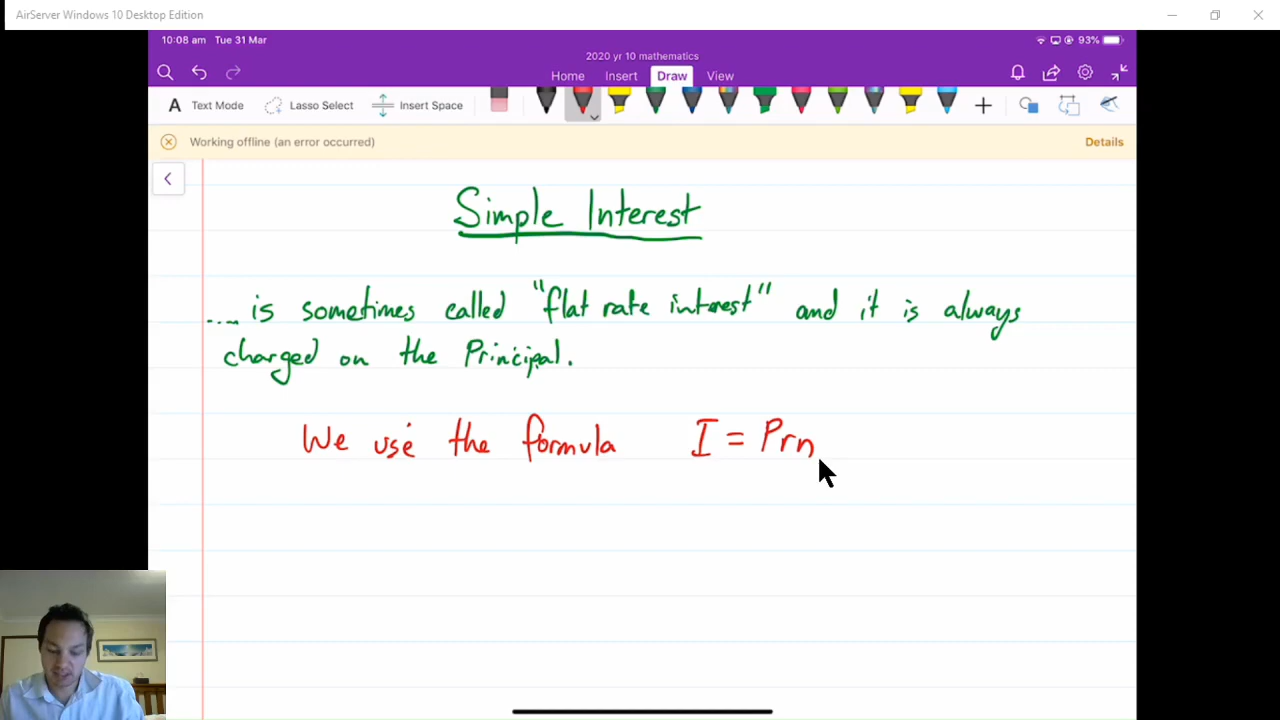 AirServer Windows 10 Desktop Edition
10:08 am Tue 31 Mar
93%
2020 yr 10 mathematics
Home Insert Draw View
A Text Mode Lasso Select Insert Space
Working offline (an error occurred) Details
Simple Interest
.... is sometimes called "flat rate interest" and it is always
charged on the Principal.
We use the formula I = Prn